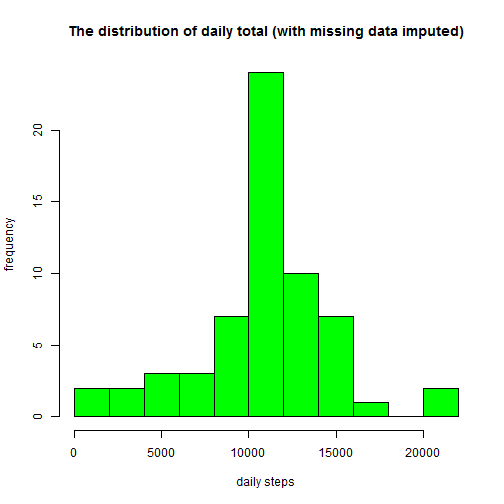 The distribution of daily total (with missing data imputed)
frequency
20
15
10
5
0
0 5000 10000 15000 20000
daily steps